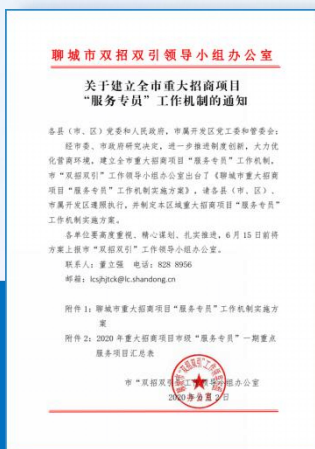 聊城市双招双引领导小组办公室
关于建立全市重大招商项目
“服务专员”工作机制的通知
各县（市、区）党委和人民政府，市属开发区党工委和管委会：
经市委、市政府研究决定，进一步推进制度创新，大力优
化营商环境，建立全市重大招商项目“服务专员”工作机制，
市“双招双引”工作领导小组办公室出台了《聊城市重大招商
项目“服务专员”工作机制实施方案》，请各县（市、区）、
市属开发区遵照执行，并制定本区域重大招商项目“服务专员”
工作机制实施方案。
各单位要高度重视、精心谋划、扎实推进，6月15日前将
方案上报市“双招双引”工作领导小组办公室。
联系人：董立强 电话：828 8956
邮箱：lcsjhjtck@lc.shandong.cn
附件1：聊城市重大招商项目“服务专员”工作机制实施方
案
附件2：2020年重大招商项目市级“服务专员”一期重点
服务项目汇总表
市“双招双引”工作领导小组办公室
2020年 月2日
办公室